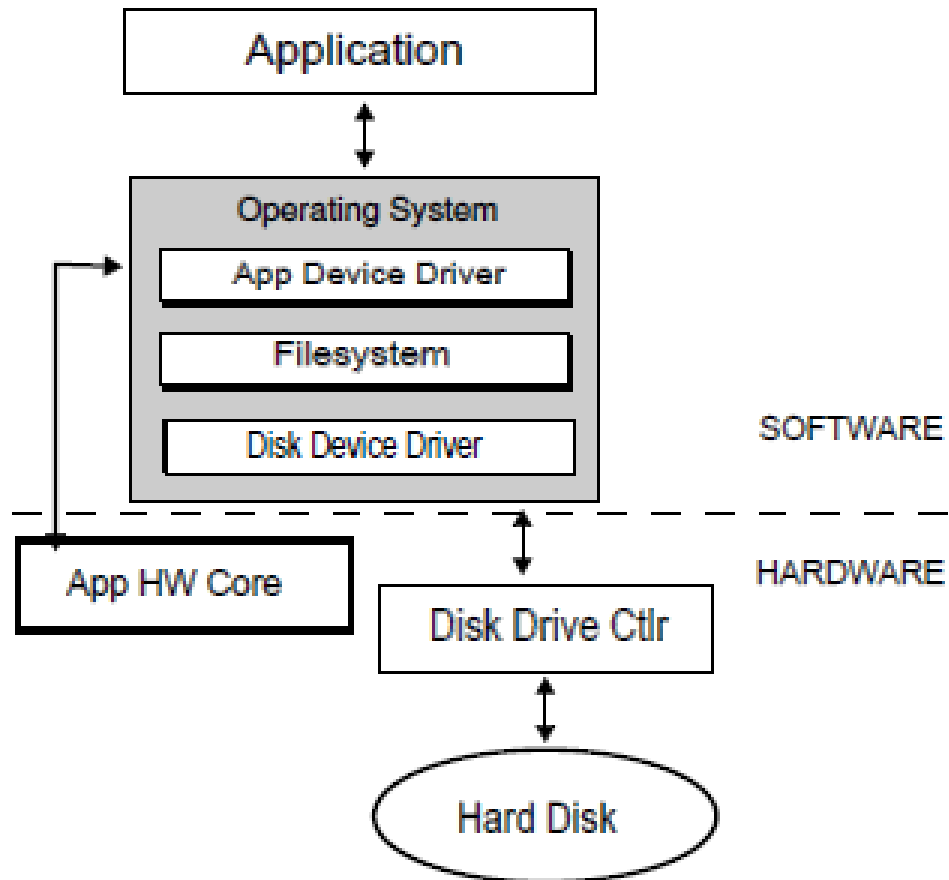 Application
Operating System
App Device Driver
Filesystem
Disk Device Driver
SOFTWARE
HARDWARE
App HW Core
Disk Drive Ctlr
Hard Disk